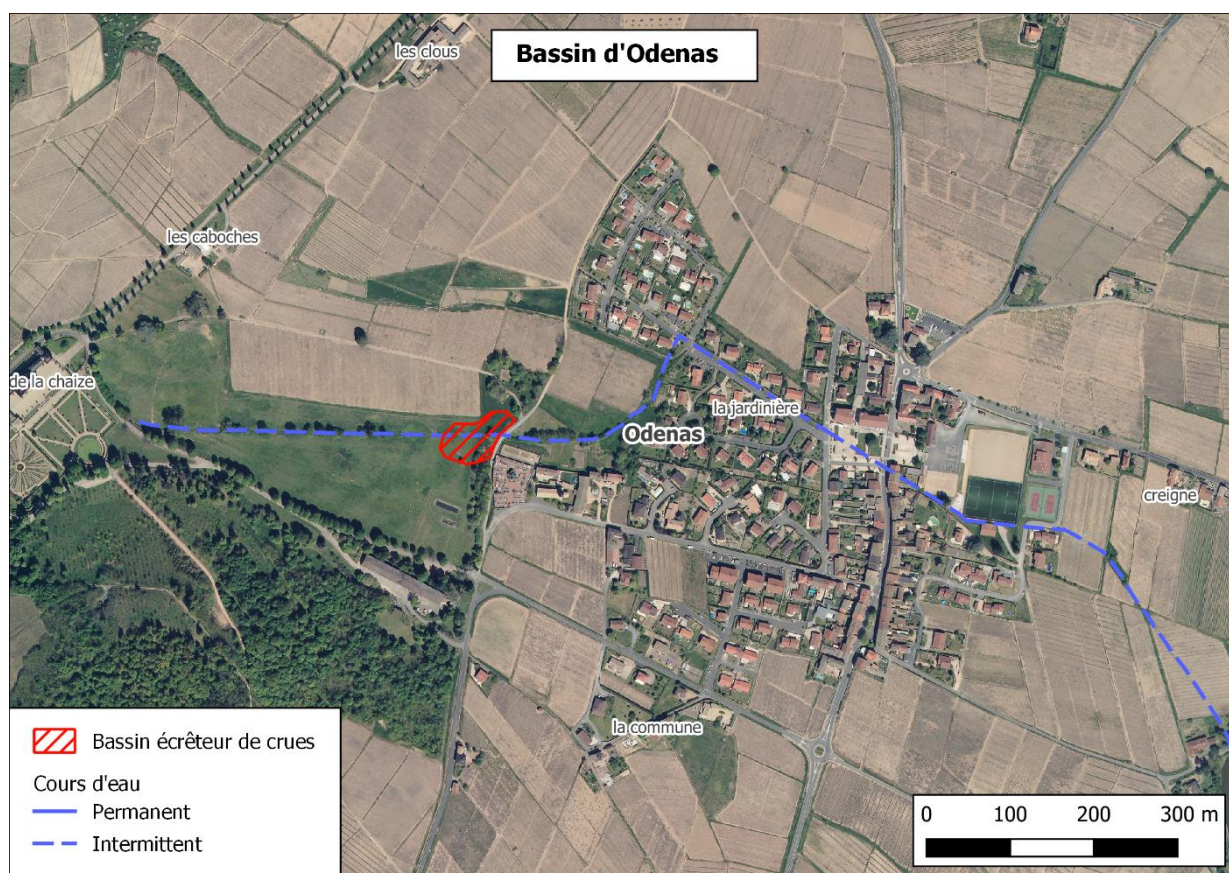 Bassin d'Odenas
les clous
les caboches
de la chaize
la jardinière
Odenas
creigne
la commune
Bassin écrêteur de crues
Cours d'eau
Permanent
Intermittent
0 100 200 300 m